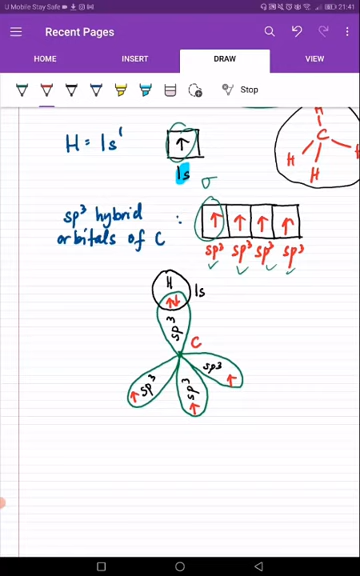 U Mobile Stay Safe
21:41
Recent Pages
HOME INSERT DRAW VIEW
Stop
H
C
H H
H
H = 1s¹
1s
σ
sp³ hybrid
orbitals of C :
sp³ sp³ sp³ sp³
H 1s
sp³
C
sp³ sp³ sp³